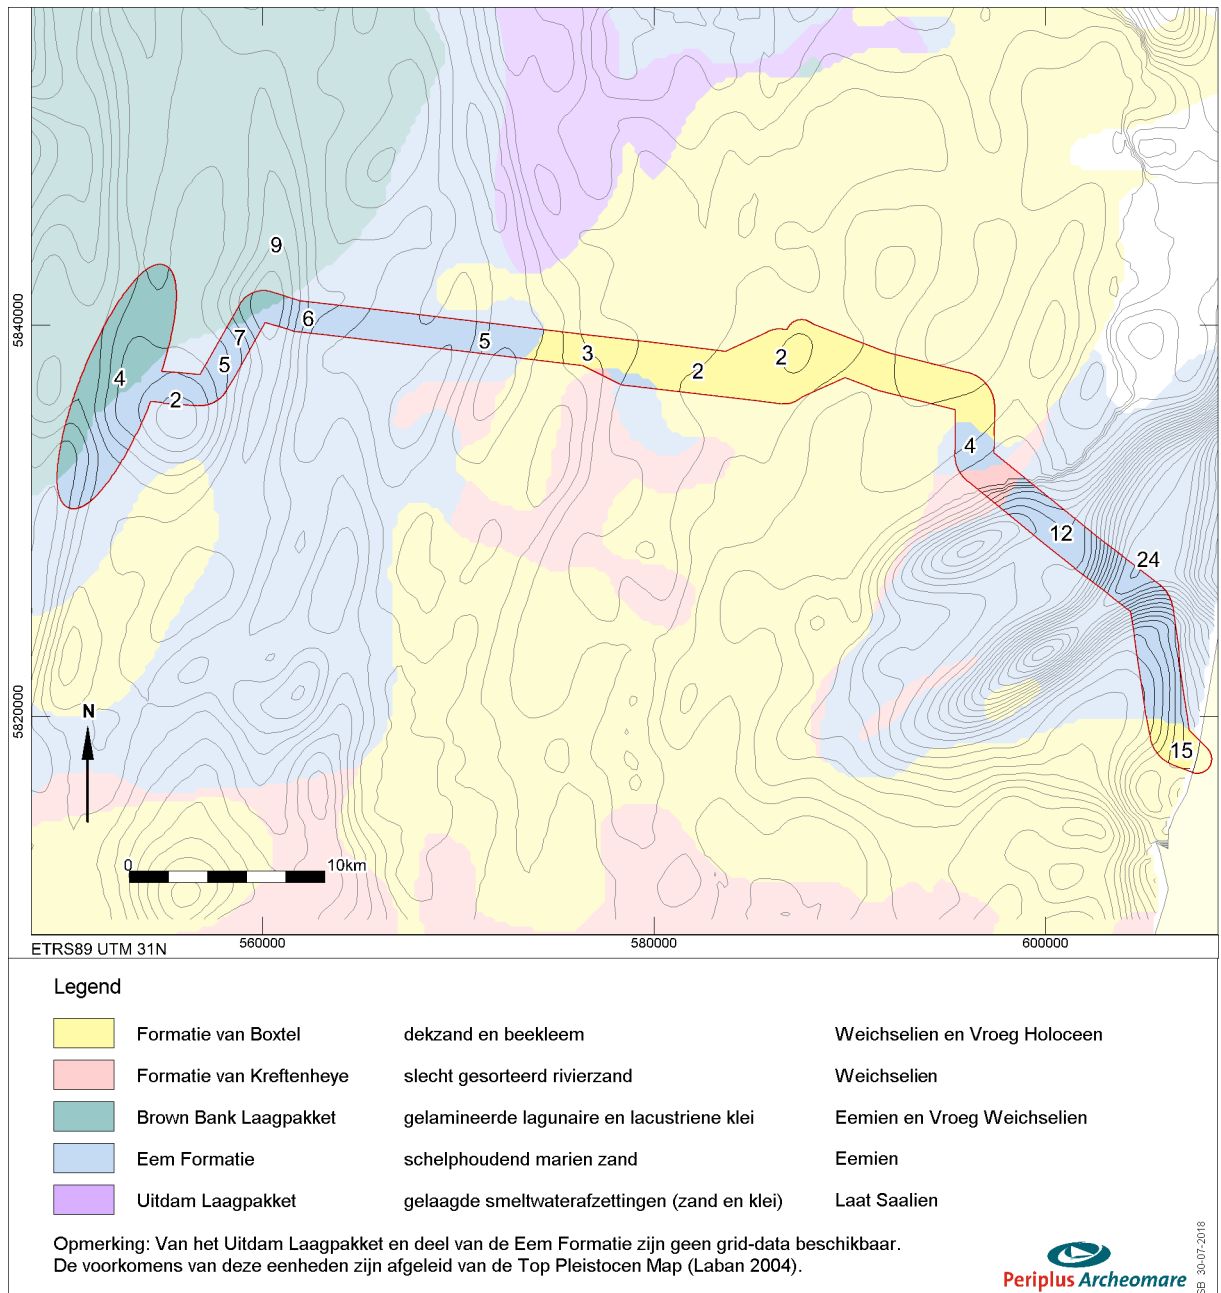 9
5840000
6
7
5
5
3
2
2
4
2
4
12
24
5820000
N
15
0
10km
ETRS89 UTM 31N
560000
580000
600000
Legend
Formatie van Boxtel dekzand en beekleem Weichselien en Vroeg Holoceen
Formatie van Kreftenheye slecht gesorteerd rivierzand Weichselien
Brown Bank Laagpakket gelamineerde lagunaire en lacustriene klei Eemien en Vroeg Weichselien
Eem Formatie schelphoudend marien zand Eemien
Uitdam Laagpakket gelaagde smeltwaterafzettingen (zand en klei) Laat Saalien
Opmerking: Van het Uitdam Laagpakket en deel van de Eem Formatie zijn geen grid-data beschikbaar.
De voorkomens van deze eenheden zijn afgeleid van de Top Pleistocen Map (Laban 2004).
Periplus Archeomare
SB 30-07-2018